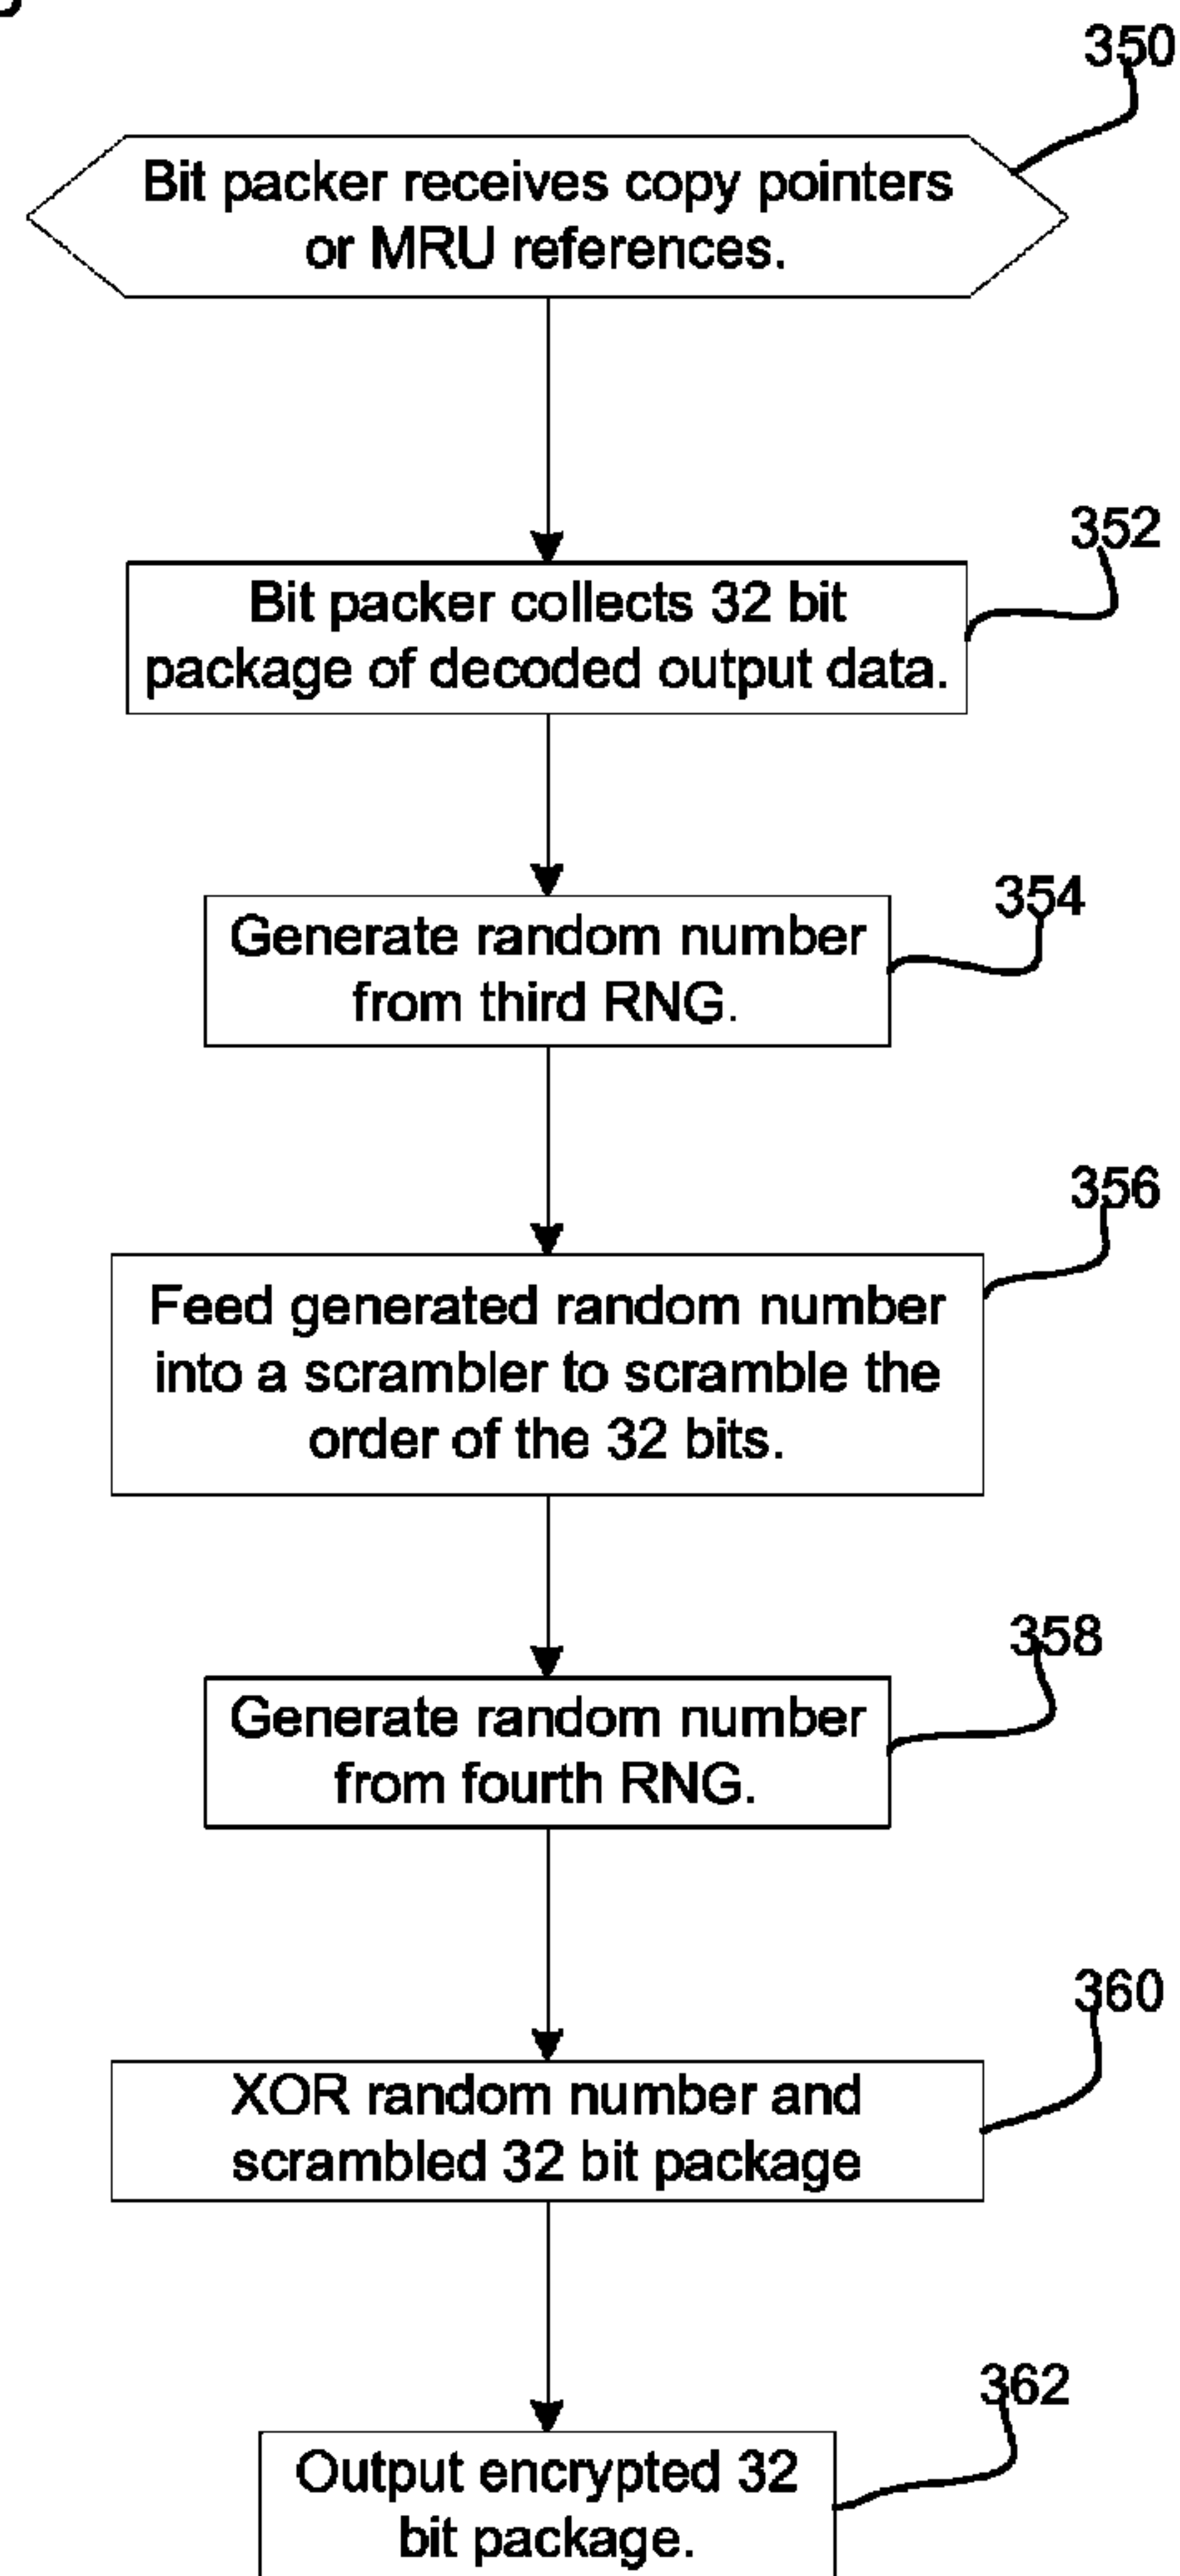 350
Bit packer receives copy pointers
or MRU references.
352
Bit packer collects 32 bit
package of decoded output data.
354
Generate random number
from third RNG.
356
Feed generated random number
into a scrambler to scramble the
order of the 32 bits.
358
Generate random number
from fourth RNG.
360
XOR random number and
scrambled 32 bit package
362
Output encrypted 32
bit package.